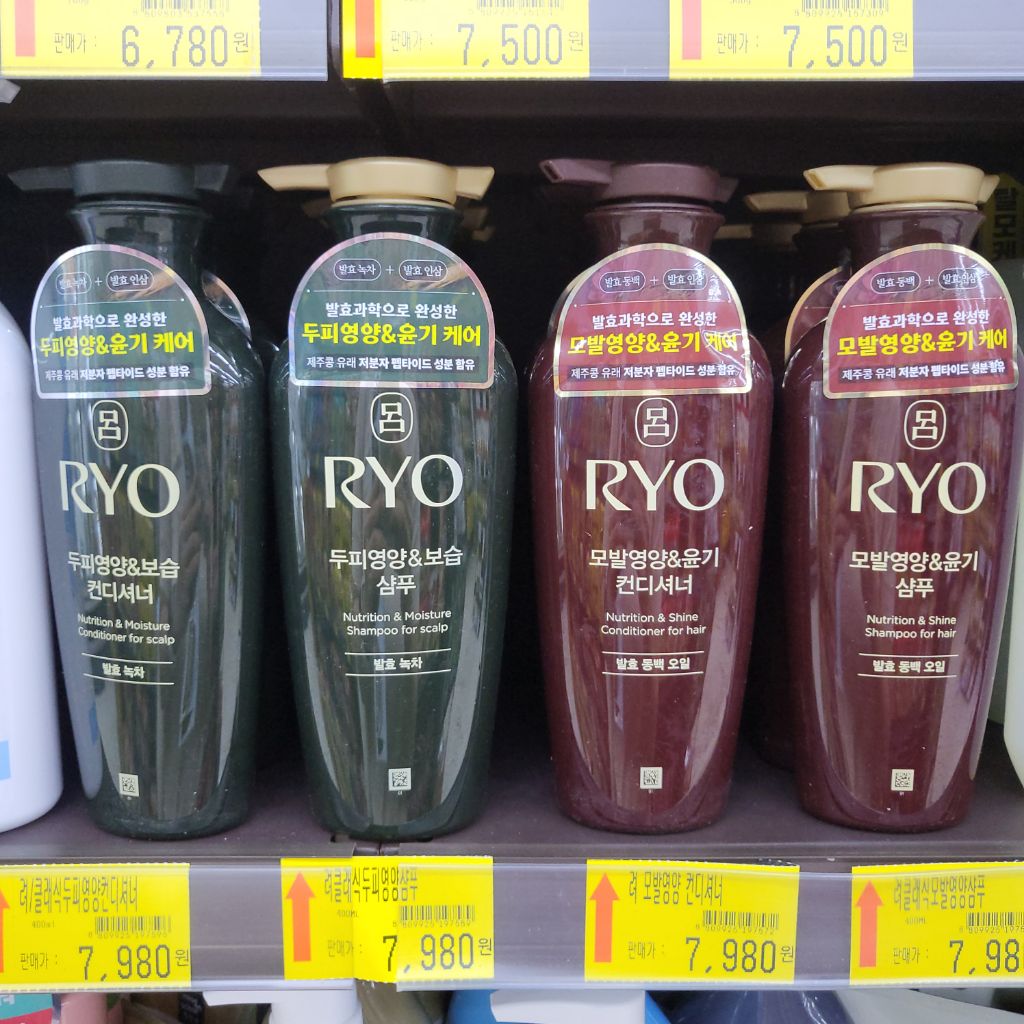 판매가 : 6,780원
판매가 : 7,500원
판매가 : 7,500원
8809925157309
발효 녹차 + 발효 인삼
발효과학으로 완성한
두피영양&윤기 케어
제주콩 유래 저분자 펩타이드 성분 함유
RYO
두피영양&보습
컨디셔너
Nutrition & Moisture
Conditioner for scalp
발효 녹차
발효 녹차 + 발효 인삼
발효과학으로 완성한
두피영양&윤기 케어
제주콩 유래 저분자 펩타이드 성분 함유
RYO
두피영양&보습
샴푸
Nutrition & Moisture
Shampoo for scalp
발효 녹차
발효 동백 + 발효 인삼
발효과학으로 완성한
모발영양&윤기 케어
제주콩 유래 저분자 펩타이드 성분 함유
RYO
모발영양&윤기
컨디셔너
Nutrition & Shine
Conditioner for hair
발효 동백 오일
발효 동백 + 발효 인삼
발효과학으로 완성한
모발영양&윤기 케어
제주콩 유래 저분자 펩타이드 성분 함유
RYO
모발영양&윤기
샴푸
Nutrition & Shine
Shampoo for hair
발효 동백 오일
려/클래식두피영양컨디셔너
400ml
판매가 : 7,980원
려클래식두피영양샴푸
400ML
판매가 : 7,980원
려 모발영양 컨디셔너
판매가 : 7,980원
려클래식모발영양샴푸
400ML
판매가 : 7,98